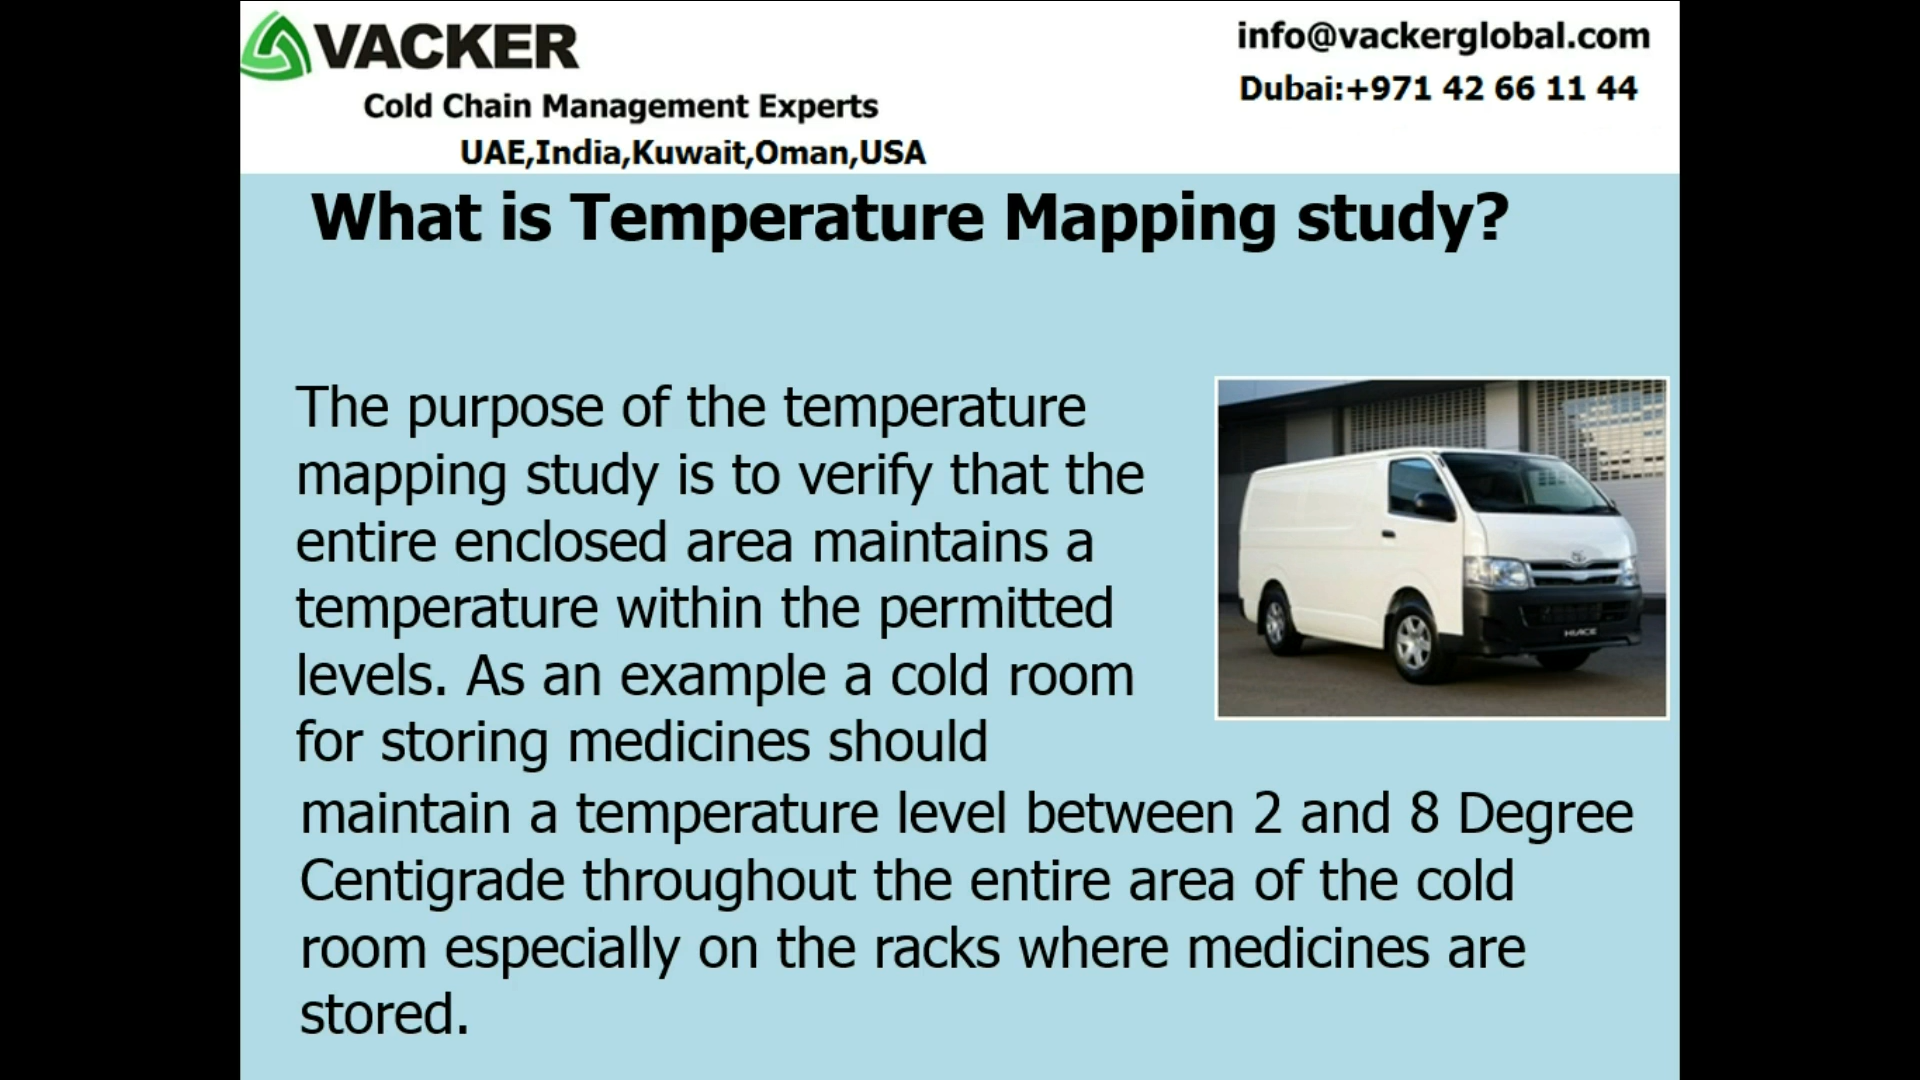 VACKER
Cold Chain Management Experts
UAE,India,Kuwait,Oman,USA
info@vackerglobal.com
Dubai:+971 42 66 11 44
What is Temperature Mapping study?
The purpose of the temperature
mapping study is to verify that the
entire enclosed area maintains a
temperature within the permitted
levels. As an example a cold room
for storing medicines should
maintain a temperature level between 2 and 8 Degree
Centigrade throughout the entire area of the cold
room especially on the racks where medicines are
stored.
HIACE